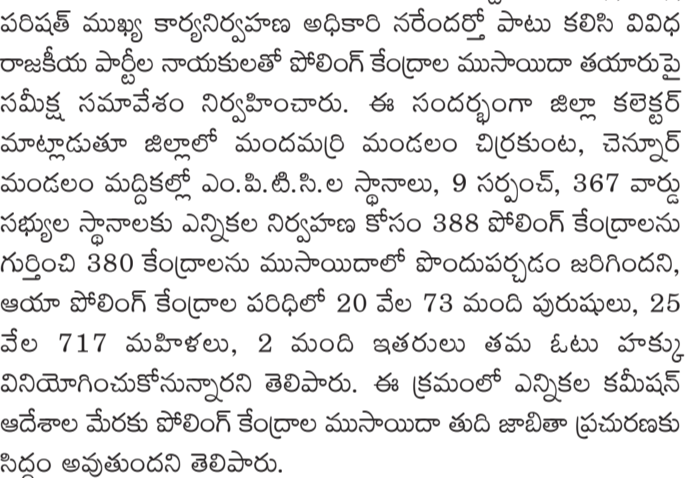 పరిషత్ ముఖ్య కార్యనిర్వహణ అధికారి నరేందర్తో పాటు కలిసి వివిధ
రాజకీయ పార్టీల నాయకులతో పోలింగ్ కేంద్రాల ముసాయిదా తయారుపై
సమీక్ష సమావేశం నిర్వహించారు. ఈ సందర్భంగా జిల్లా కలెక్టర్
మాట్లాడుతూ జిల్లాలో మందమర్రి మండలం చిర్రకుంట, చెన్నూర్
మండలం మద్దికల్లో ఎం.పి.టి.సి.ల స్థానాలు, 9 సర్పంచ్, 367 వార్డు
సభ్యుల స్థానాలకు ఎన్నికల నిర్వహణ కోసం 388 పోలింగ్ కేంద్రాలను
గుర్తించి 380 కేంద్రాలను ముసాయిదాలో పొందుపర్చడం జరిగిందని,
ఆయా పోలింగ్ కేంద్రాల పరిధిలో 20 వేల 73 మంది పురుషులు, 25
వేల 717 మహిళలు, 2 మంది ఇతరులు తమ ఓటు హక్కు
వినియోగించుకోనున్నారని తెలిపారు. ఈ క్రమంలో ఎన్నికల కమీషన్
ఆదేశాల మేరకు పోలింగ్ కేంద్రాల ముసాయిదా తుది జాబితా ప్రచురణకు
సిద్దం అవుతుందని తెలిపారు.